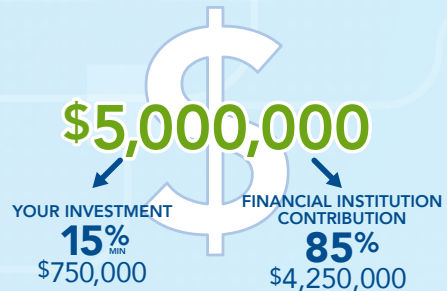 $5,000,000
YOUR INVESTMENT
15% MIN
$750,000
FINANCIAL INSTITUTION
CONTRIBUTION
85%
$4,250,000